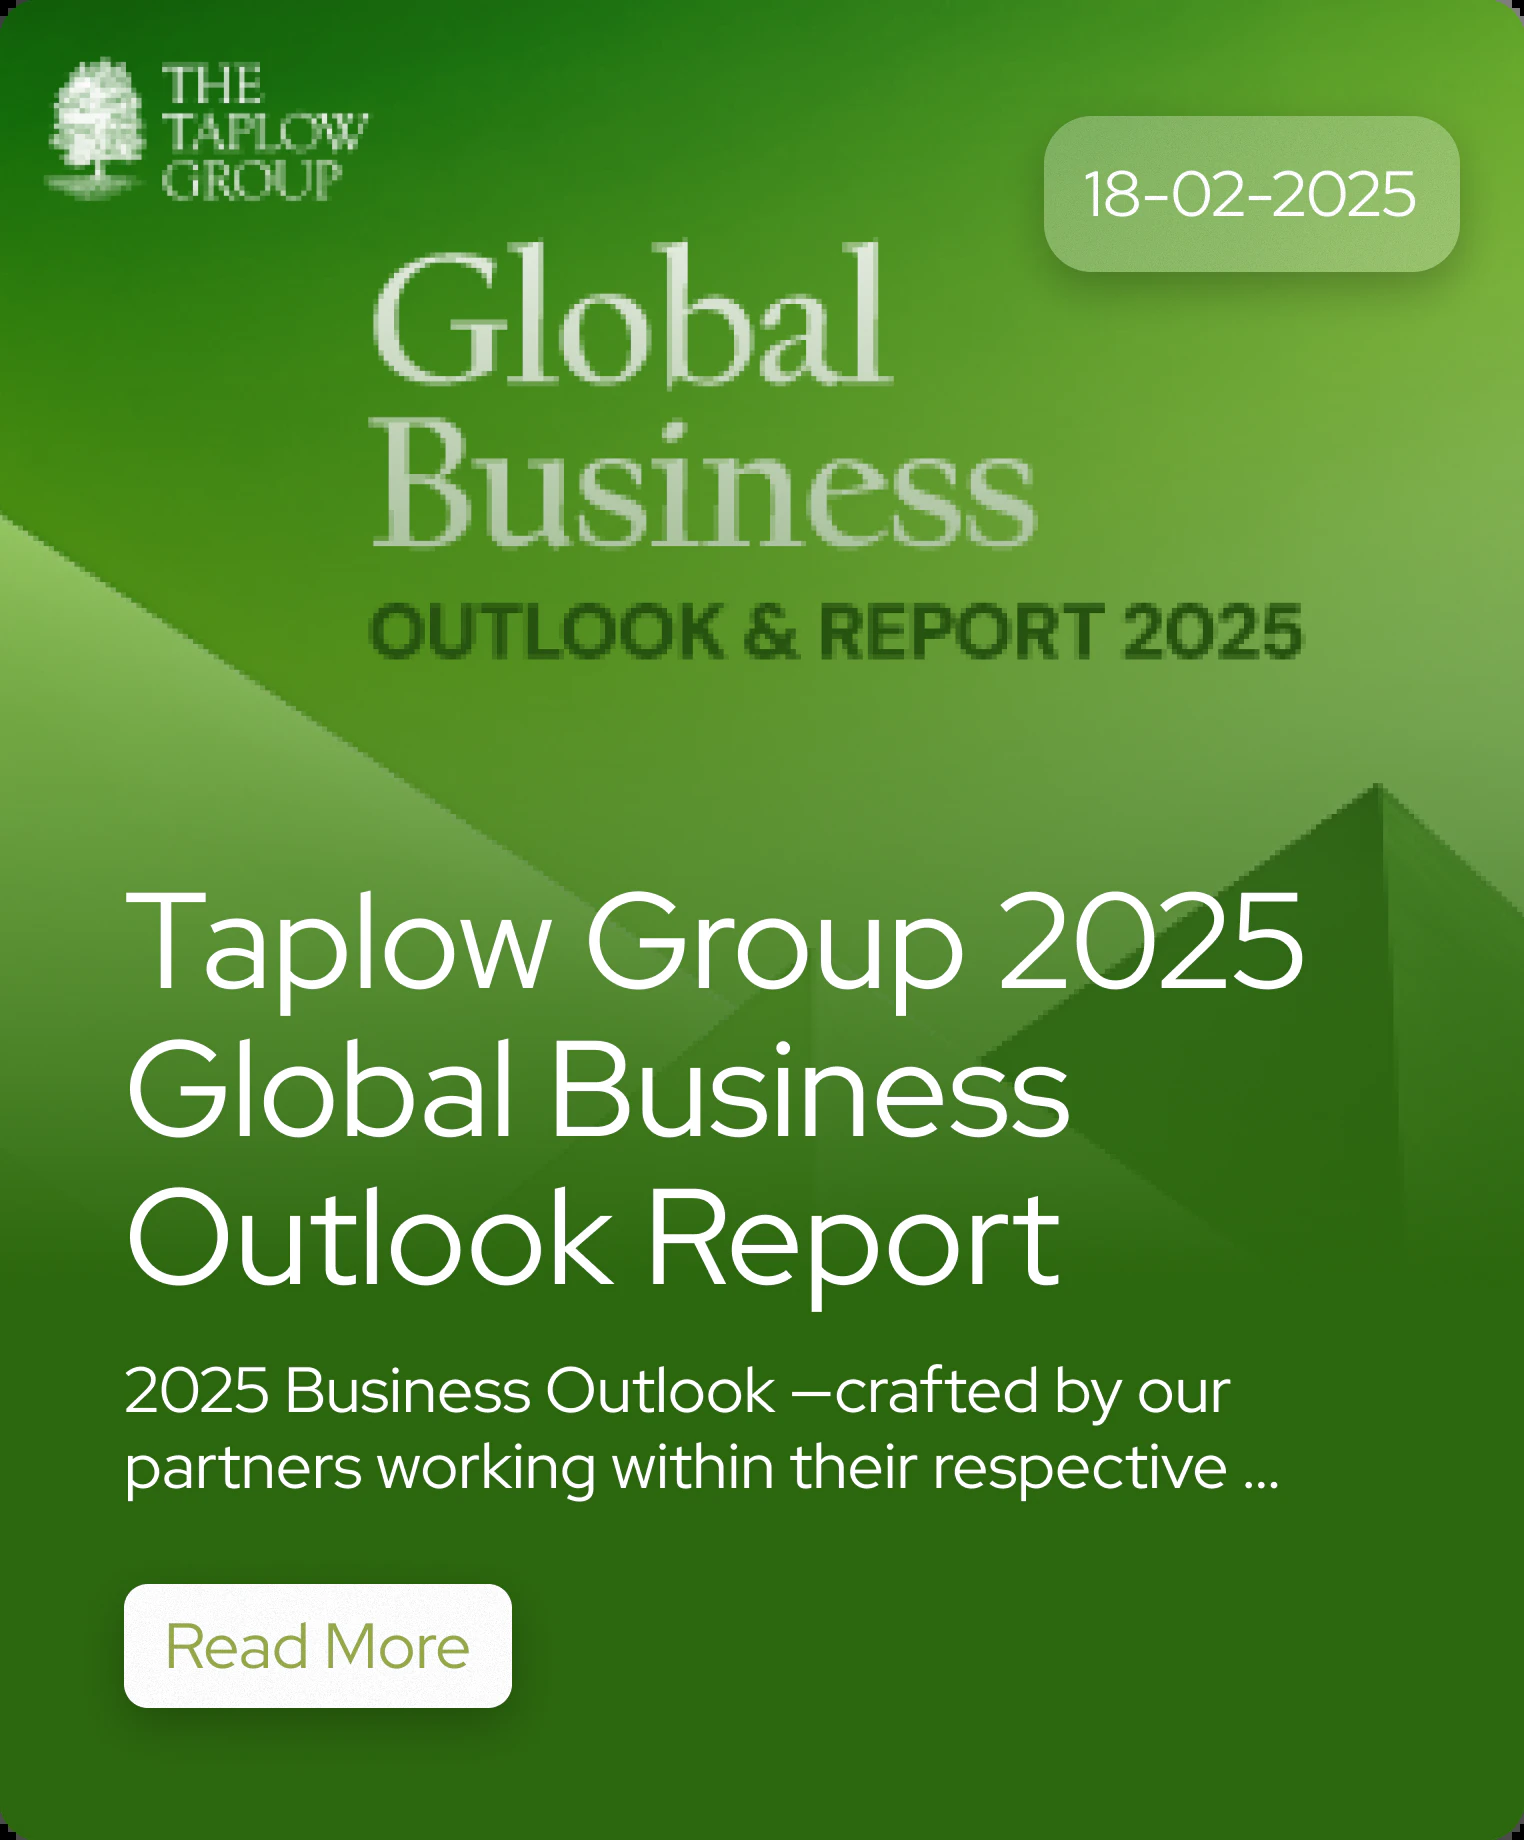 THE
TAPLOW
GROUP
18-02-2025
Global
Business
OUTLOOK & REPORT 2025
Taplow Group 2025
Global Business
Outlook Report
2025 Business Outlook —crafted by our
partners working within their respective ...
Read More